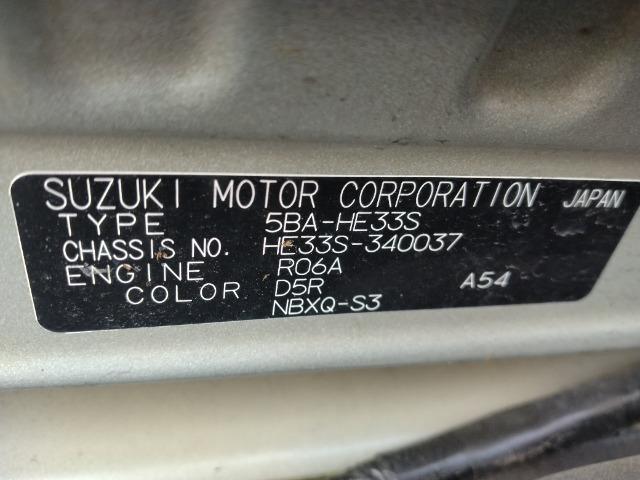 SUZUKI MOTOR CORPORATION JAPAN
TYPE 5BA-HE33S
CHASSIS NO. HE33S-340037
ENGINE R06A
COLOR D5R A54
NBXQ-S3